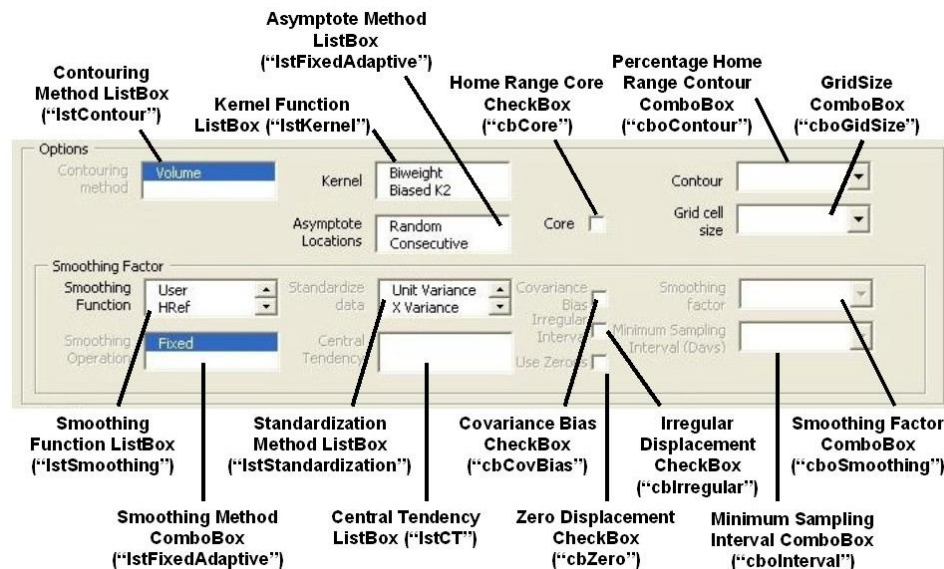 Asymptote Method
ListBox
(“lstFixedAdaptive”)
Contouring
Method ListBox
(“lstContour”)
Kernel Function
ListBox (“lstKernel”)
Home Range Core
CheckBox
(“cbCore”)
Percentage Home
Range Contour
ComboBox
(“cboContour”)
GridSize
ComboBox
(“cboGidSize”)
Options
Contouring
method
Volume
Kernel
Biweight
Biased K2
Contour
Asymptote
Locations
Random
Consecutive
Core
Grid cell
size
Smoothing Factor
Smoothing
Function
User
HRef
Standardize
data
Unit Variance
X Variance
Covariance
Bias
Smoothing
factor
Smoothing
Operation
Fixed
Central
Tendency
Irregular
Interval
Minimum Sampling
Interval (Days)
Use Zeros
Smoothing
Function ListBox
(“lstSmoothing”)
Standardization
Method ListBox
(“lstStandardization”)
Covariance Bias
CheckBox
(“cbCovBias”)
Irregular
Displacement
CheckBox
(“cbIrregular”)
Smoothing Factor
ComboBox
(“cboSmoothing”)
Smoothing Method
ComboBox
(“lstFixedAdaptive”)
Central Tendency
ListBox (“lstCT”)
Zero Displacement
CheckBox
(“cbZero”)
Minimum Sampling
Interval ComboBox
(“cboInterval”)